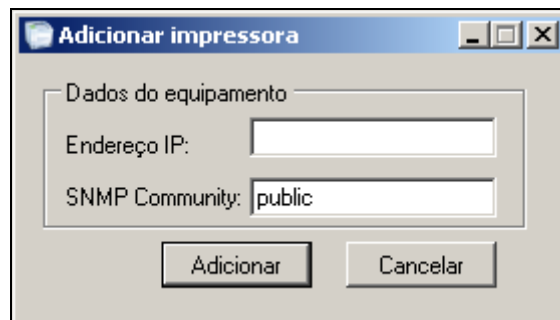 Adicionar impressora
Dados do equipamento
Endereço IP:
SNMP Community: public
Adicionar Cancelar